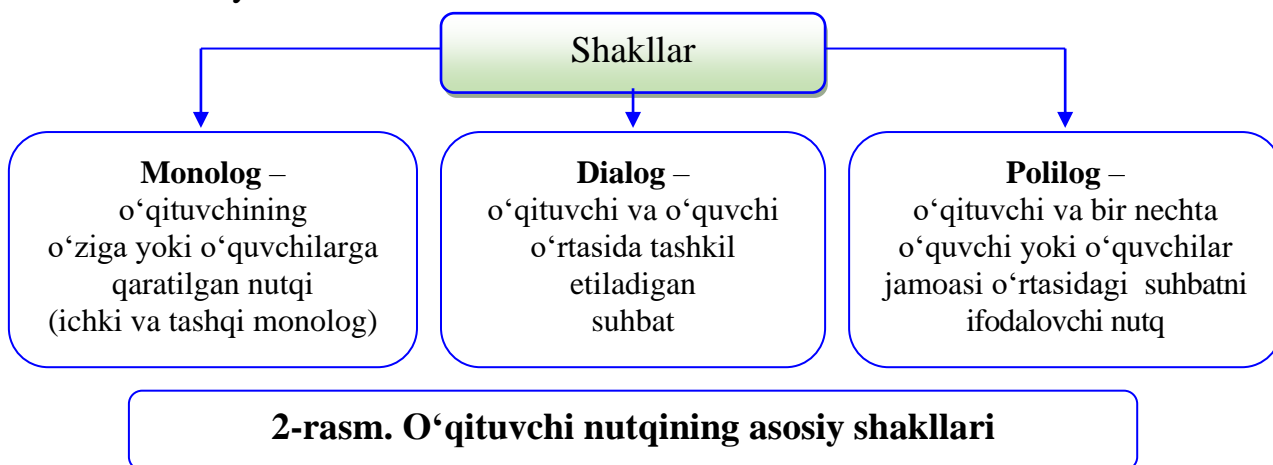 Shakllar
Monolog –
o‘qituvchining
o‘ziga yoki o‘quvchilarga
qaratilgan nutqi
(ichki va tashqi monolog)
Dialog –
o‘qituvchi va o‘quvchi
o‘rtasida tashkil
etiladigan
suhbat
Polilog –
o‘qituvchi va bir nechta
o‘quvchi yoki o‘quvchilar
jamoasi o‘rtasidagi suhbatni
ifodalovchi nutq
2-rasm. O‘qituvchi nutqining asosiy shakllari